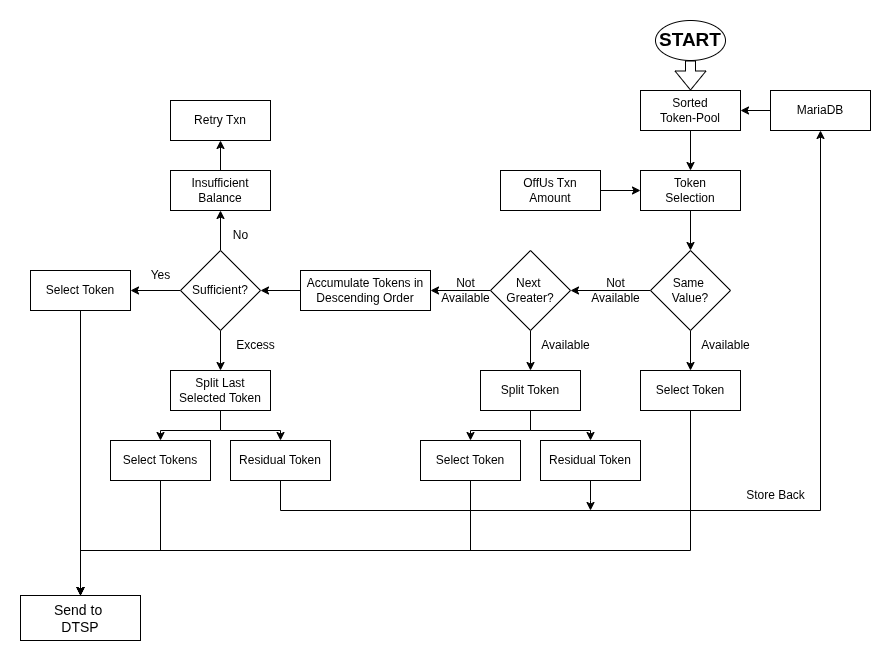 START
Sorted
Token-Pool
MariaDB
Retry Txn
Insufficient
Balance
OffUs Txn
Amount
Token
Selection
No
Yes
Select Token
Sufficient?
Accumulate Tokens in
Descending Order
Not
Available
Next
Greater?
Not
Available
Same
Value?
Excess
Available
Available
Split Last
Selected Token
Split Token
Select Token
Select Tokens
Residual Token
Select Token
Residual Token
Store Back
Send to
DTSP